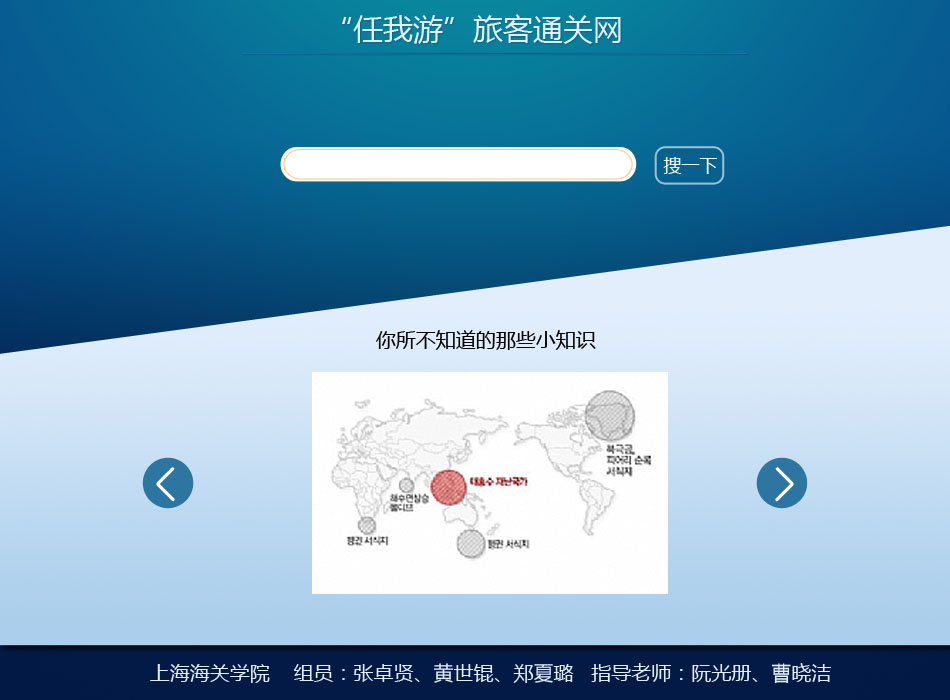 “任我游”旅客通关网
搜一下
你所不知道的那些小知识
북극곰,
피어리 순록
서식지
대홍수 재난국가
해수면상승
몰디브
펭귄 서식지
펭귄 서식지
上海海关学院 组员：张卓贤、黄世锟、郑夏璐 指导老师：阮光册、曹晓洁